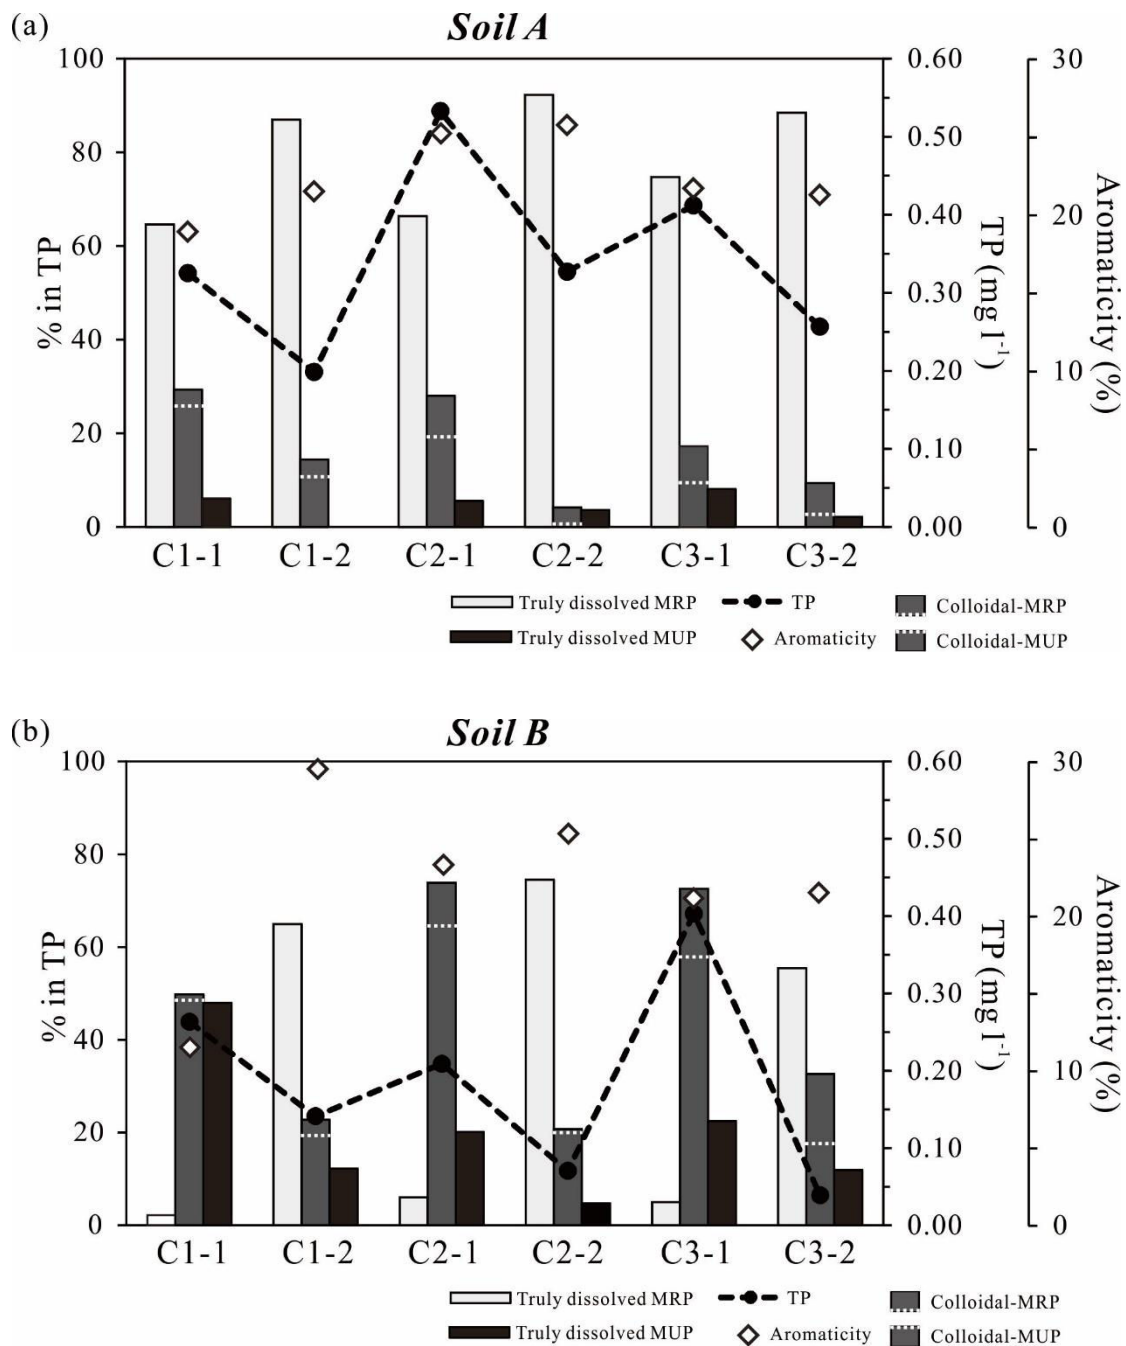 (a)
Soil A
100
80
60
40
20
0
% in TP
0.60
0.50
0.40
0.30
0.20
0.10
0.00
TP (mg l-1)
30
20
10
0
Aromaticity (%)
C1-1 C1-2 C2-1 C2-2 C3-1 C3-2
Truly dissolved MRP TP Colloidal-MRP
Truly dissolved MUP Aromaticity Colloidal-MUP
(b)
Soil B
100
80
60
40
20
0
% in TP
0.60
0.50
0.40
0.30
0.20
0.10
0.00
TP (mg l-1)
30
20
10
0
Aromaticity (%)
C1-1 C1-2 C2-1 C2-2 C3-1 C3-2
Truly dissolved MRP TP Colloidal-MRP
Truly dissolved MUP Aromaticity Colloidal-MUP